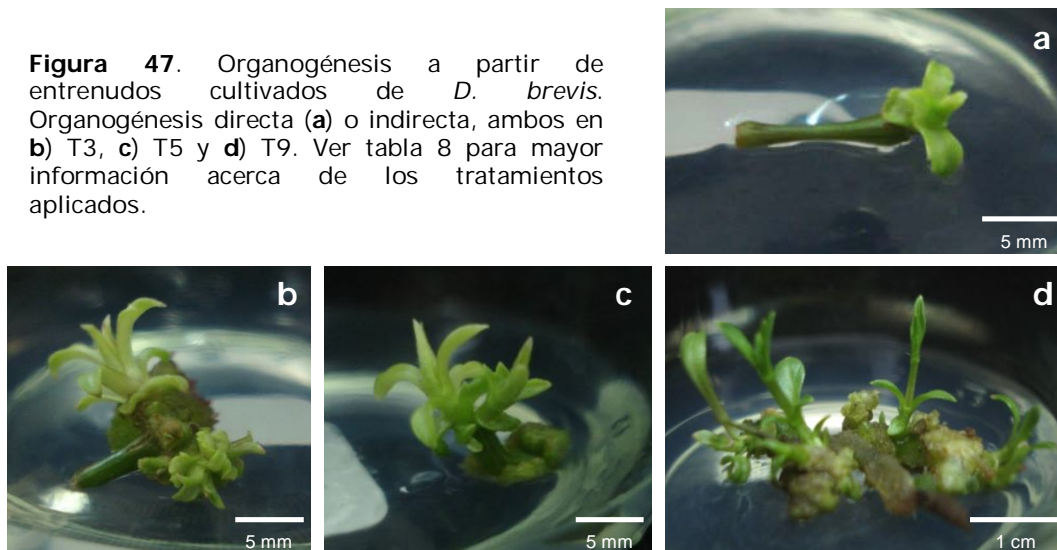 Figura 47. Organogénesis a partir de
entrenudos cultivados de D. brevis.
Organogénesis directa (a) o indirecta, ambos en
b) T3, c) T5 y d) T9. Ver tabla 8 para mayor
información acerca de los tratamientos
aplicados.
a
5 mm
b
5 mm
c
5 mm
d
1 cm